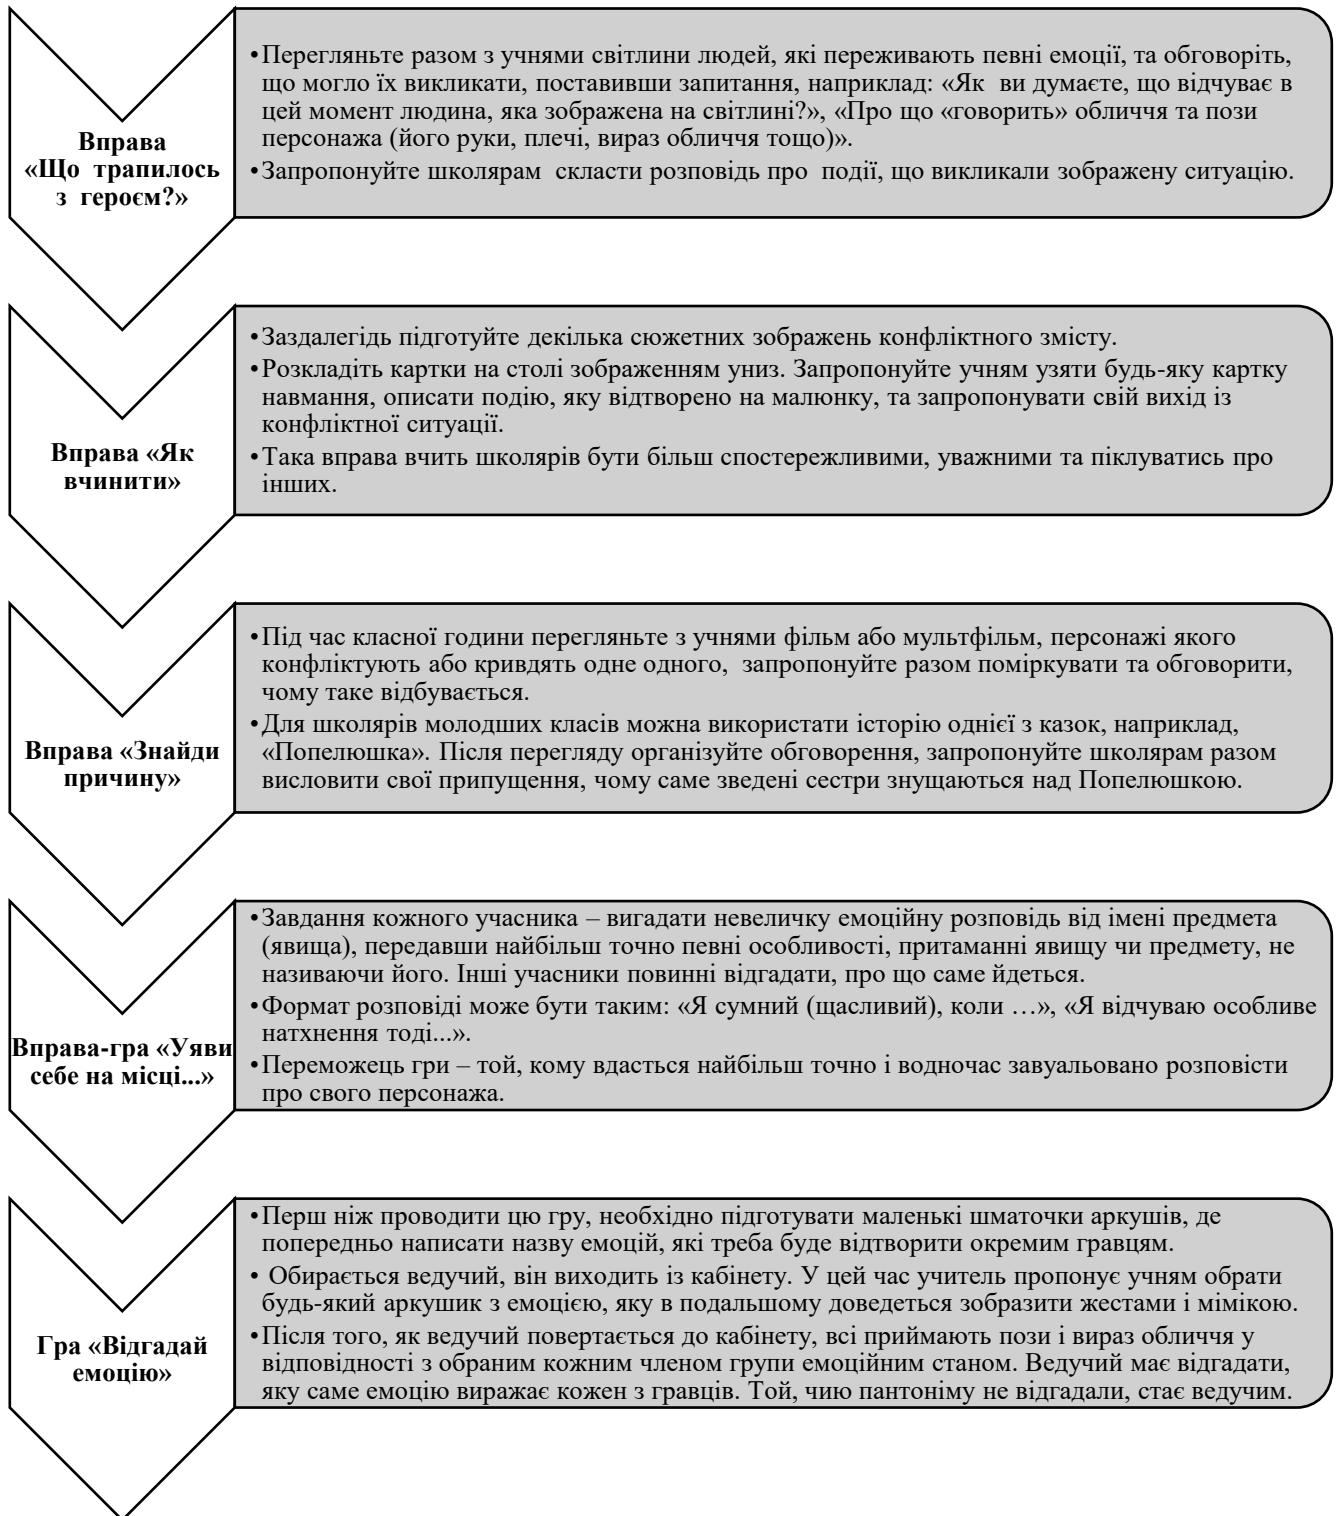 Вправа
«Що трапилось
з героєм?»
•Перегляньте разом з учнями світлини людей, які переживають певні емоції, та обговоріть,
що могло їх викликати, поставивши запитання, наприклад: «Як ви думаєте, що відчуває в
цей момент людина, яка зображена на світлині?», «Про що «говорить» обличчя та пози
персонажа (його руки, плечі, вираз обличчя тощо)».
•Запропонуйте школярам скласти розповідь про події, що викликали зображену ситуацію.
Вправа «Як
вчинити»
•Заздалегідь підготуйте декілька сюжетних зображень конфліктного змісту.
•Розкладіть картки на столі зображенням униз. Запропонуйте учням узяти будь-яку картку
навмання, описати подію, яку відтворено на малюнку, та запропонувати свій вихід із
конфліктної ситуації.
•Така вправа вчить школярів бути більш спостережливими, уважними та піклуватись про
інших.
Вправа «Знайди
причину»
•Під час класної години перегляньте з учнями фільм або мультфільм, персонажі якого
конфліктують або кривдять одне одного, запропонуйте разом поміркувати та обговорити,
чому таке відбувається.
•Для школярів молодших класів можна використати історію однієї з казок, наприклад,
«Попелюшка». Після перегляду організуйте обговорення, запропонуйте школярам разом
висловити свої припущення, чому саме зведені сестри знущаються над Попелюшкою.
Вправа-гра «Уяви
себе на місці...»
•Завдання кожного учасника – вигадати невеличку емоційну розповідь від імені предмета
(явища), передавши найбільш точно певні особливості, притаманні явищу чи предмету, не
називаючи його. Інші учасники повинні відгадати, про що саме йдеться.
•Формат розповіді може бути таким: «Я сумний (щасливий), коли …», «Я відчуваю особливе
натхнення тоді...».
•Переможець гри – той, кому вдасться найбільш точно і водночас завуальовано розповісти
про свого персонажа.
Гра «Відгадай
емоцію»
•Перш ніж проводити цю гру, необхідно підготувати маленькі шматочки аркушів, де
попередньо написати назву емоцій, які треба буде відтворити окремим гравцям.
• Обирається ведучий, він виходить із кабінету. У цей час учитель пропонує учням обрати
будь-який аркушик з емоцією, яку в подальшому доведеться зобразити жестами і мімікою.
•Після того, як ведучий повертається до кабінету, всі приймають пози і вираз обличчя у
відповідності з обраним кожним членом групи емоційним станом. Ведучий має відгадати,
яку саме емоцію виражає кожен з гравців. Той, чию пантоніму не відгадали, стає ведучим.